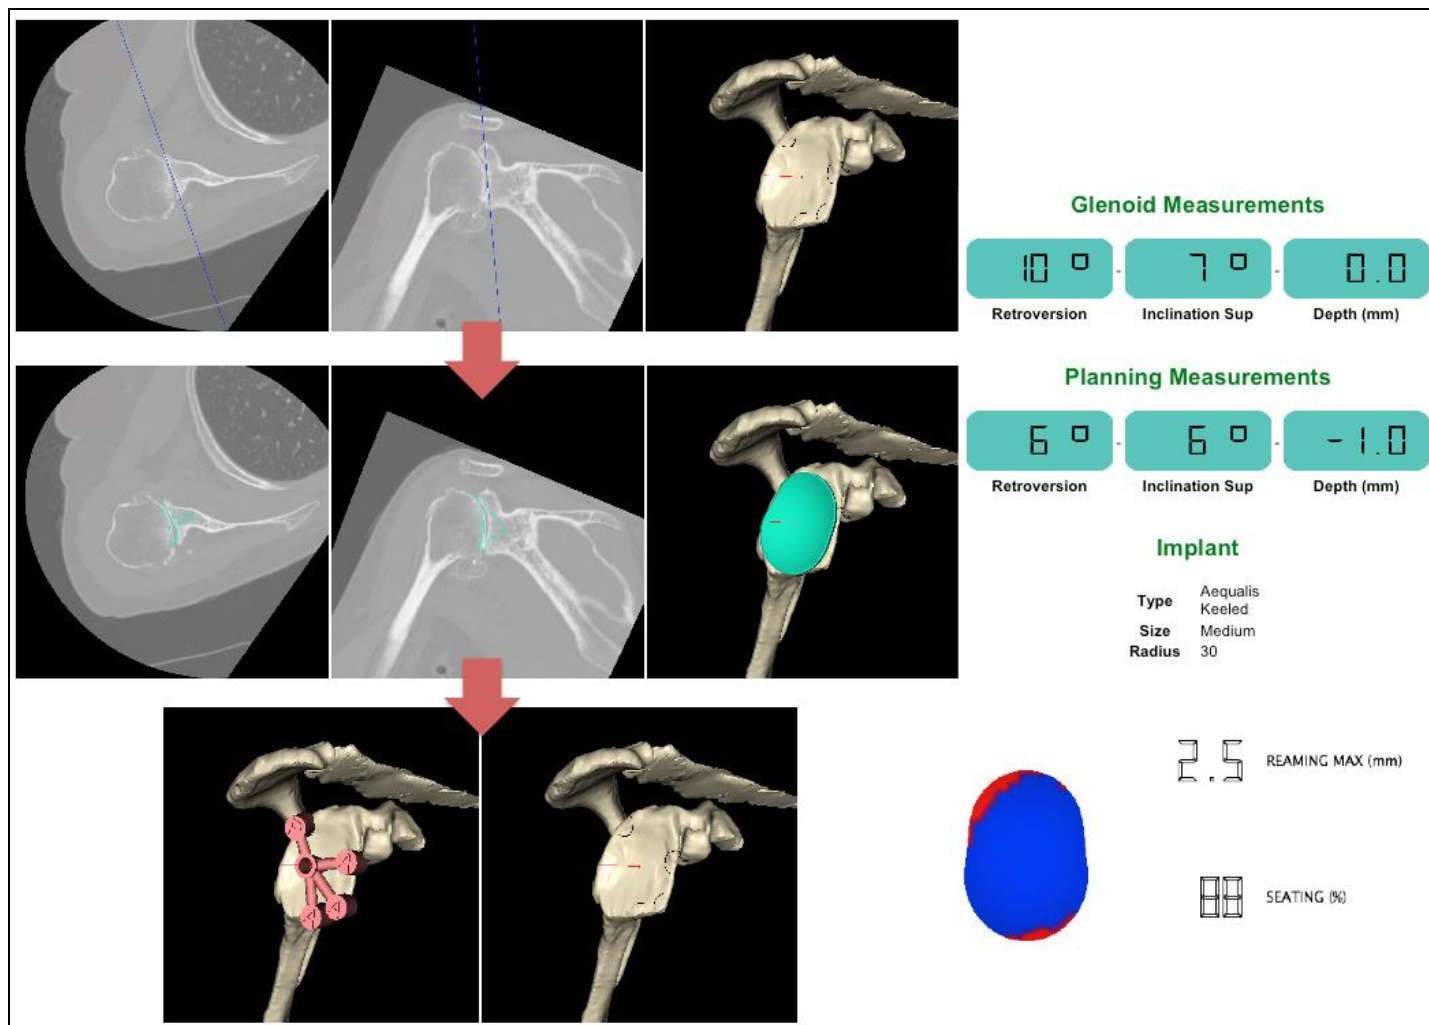 Glenoid Measurements
10 º - 7 º - 0.0
Retroversion Inclination Sup Depth (mm)
Planning Measurements
6 º - 6 º - -1.0
Retroversion Inclination Sup Depth (mm)
Implant
Type Aequalis
Keeled
Size Medium
Radius 30
2.5 REAMING MAX (mm)
88 SEATING (%)